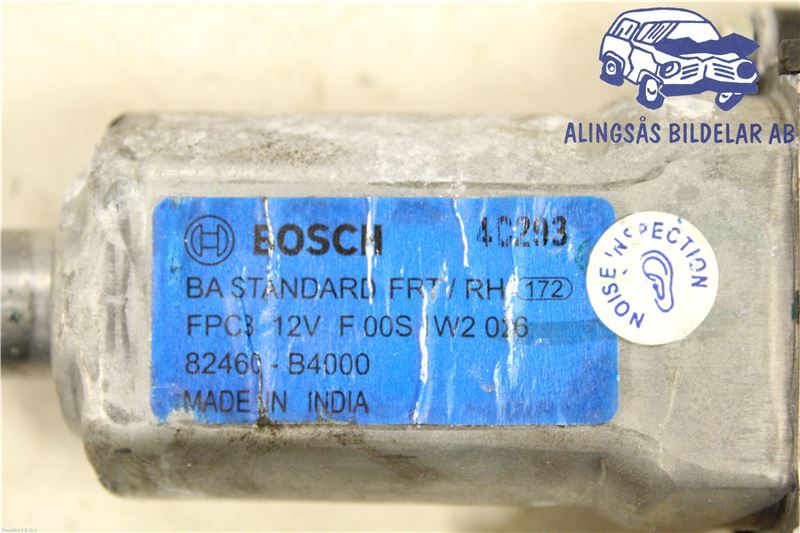 ALINGSÅS BILDELAR AB
BOSCH 4C203
BA STANDARD FRT/ RH 172
FPC3 12V F 00S 1W2 026
82460 - B4000
MADE IN INDIA
NOISE INSPECTION